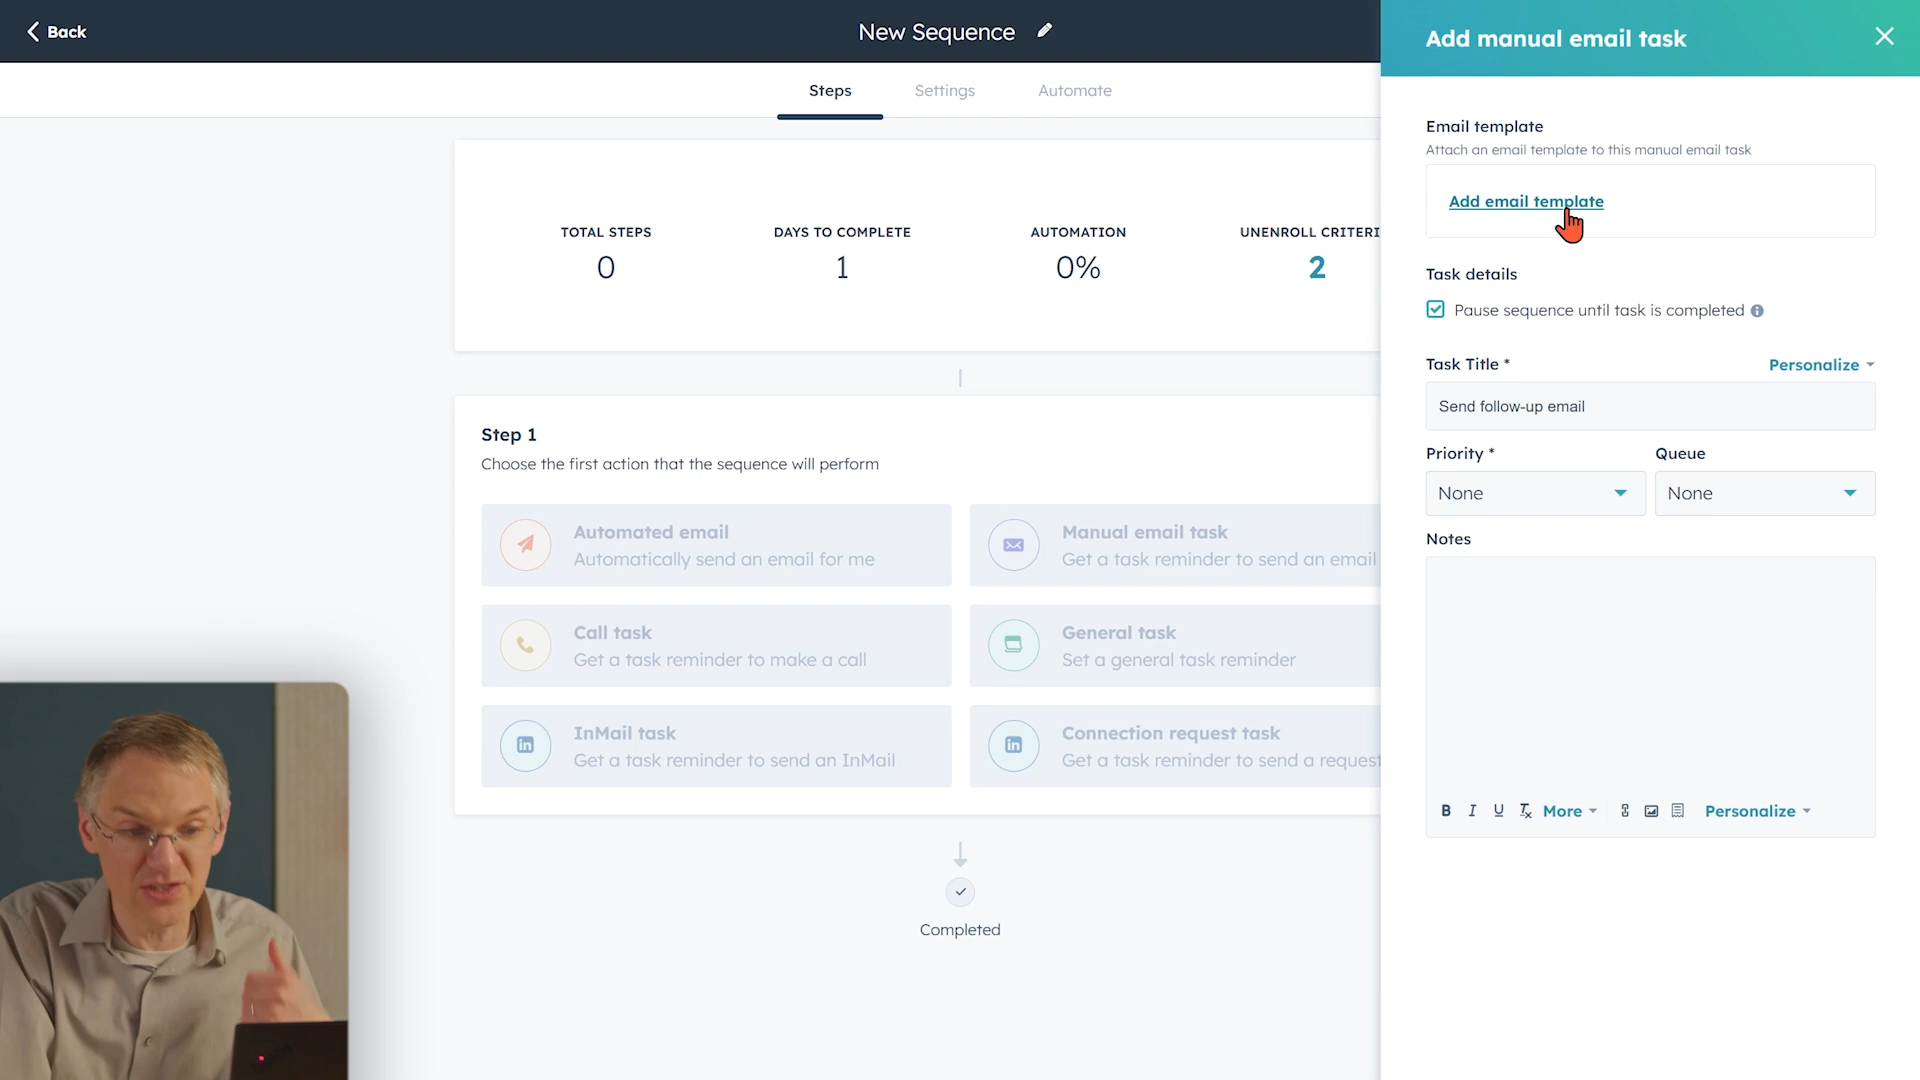 Back
New Sequence
Steps
Settings
Automate
TOTAL STEPS
0
DAYS TO COMPLETE
1
AUTOMATION
0%
UNENROLL CRITERI
2
Step 1
Choose the first action that the sequence will perform
Automated email
Automatically send an email for me
Manual email task
Get a task reminder to send an email
Call task
Get a task reminder to make a call
General task
Set a general task reminder
InMail task
Get a task reminder to send an InMail
Connection request task
Get a task reminder to send a request
Completed
Add manual email task
Email template
Attach an email template to this manual email task
Add email template
Task details
Pause sequence until task is completed
Task Title *
Personalize
Send follow-up email
Priority *
Queue
None
None
Notes
B I U Tx More Personalize